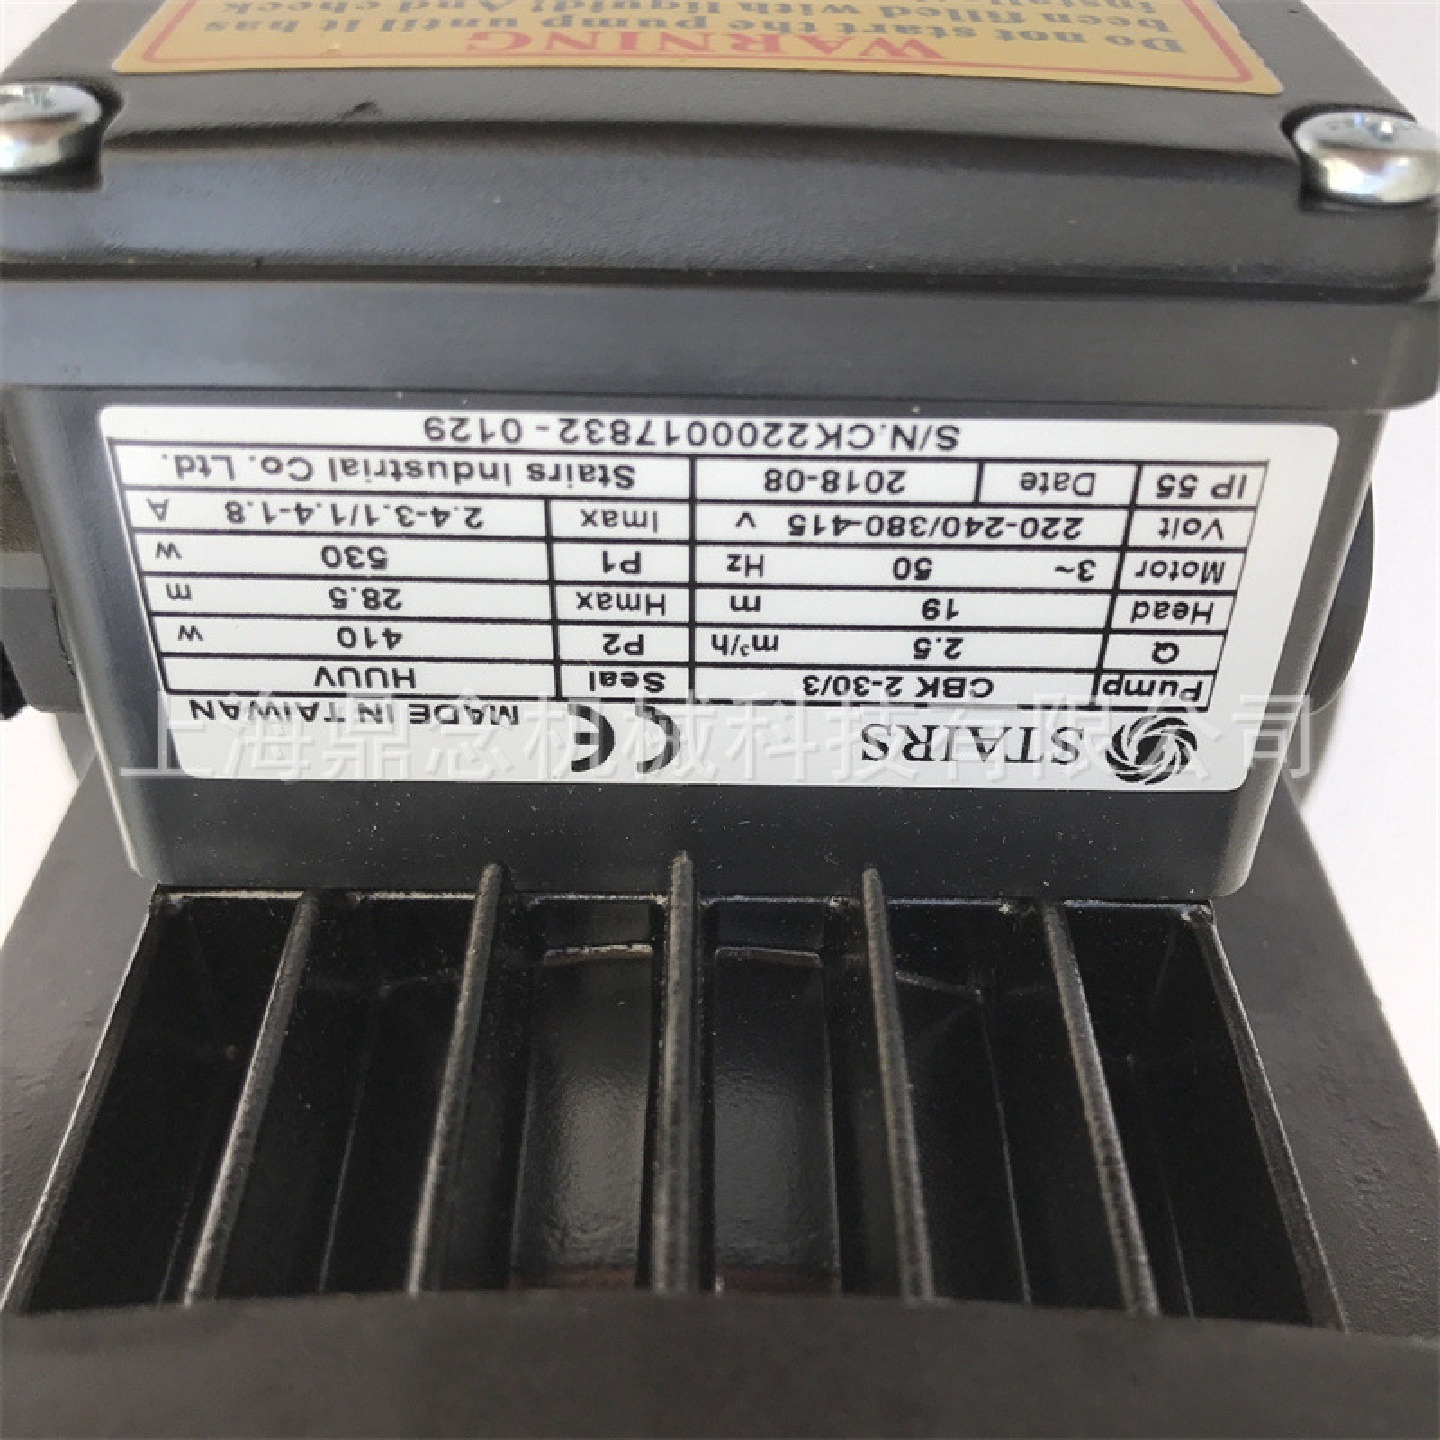 STAIRS CE MADE IN TAIWAN
Pump CBK 2-30/3 Seal HUUV
Q 2.5 m³/h P2 410 W
Head 19 m Hmax 28.5 m
Motor 3~ 50 Hz P1 530 W
Volt 220-240/380-415 V Imax 2.4-3.1/1.4-1.8 A
IP 55 Date 2018-08 Stairs Industrial Co. Ltd.
S/N.CK2200017832 - 0129
WARNING
Do not start the pump until it has
been filled with liquid! And check
上海鼎念机械科技有限公司